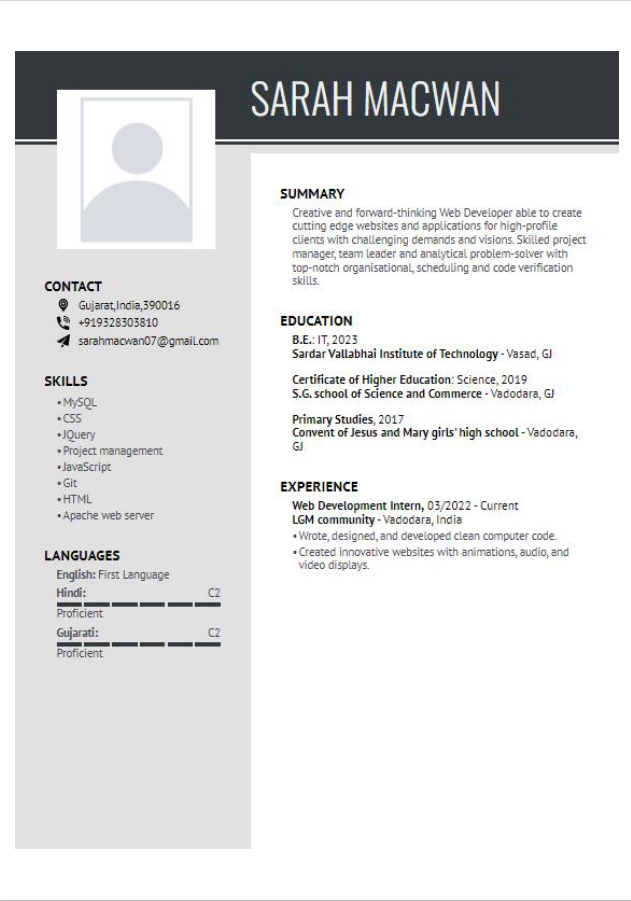 SARAH MACWAN
CONTACT
Gujarat,India,390016
+919328303810
sarahmacwan07@gmail.com
SKILLS
• MySQL
• CSS
• JQuery
• Project management
• JavaScript
• Git
• HTML
• Apache web server
LANGUAGES
English: First Language
Hindi: C2
Proficient
Gujarati: C2
Proficient
SUMMARY
Creative and forward-thinking Web Developer able to create
cutting edge websites and applications for high-profile
clients with challenging demands and visions. Skilled project
manager, team leader and analytical problem-solver with
top-notch organisational, scheduling and code verification
skills.
EDUCATION
B.E.: IT, 2023
Sardar Vallabhai Institute of Technology - Vasad, GJ
Certificate of Higher Education: Science, 2019
S.G. school of Science and Commerce - Vadodara, GJ
Primary Studies, 2017
Convent of Jesus and Mary girls' high school - Vadodara,
GJ
EXPERIENCE
Web Development Intern, 03/2022 - Current
LGM community - Vadodara, India
• Wrote, designed, and developed clean computer code.
• Created innovative websites with animations, audio, and
video displays.